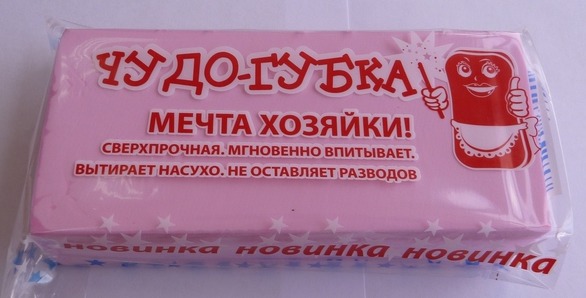 ЧУДО-ГУБКА
МЕЧТА ХОЗЯЙКИ!
СВЕРХПРОЧНАЯ. МГНОВЕННО ВПИТЫВАЕТ.
ВЫТИРАЕТ НАСУХО. НЕ ОСТАВЛЯЕТ РАЗВОДОВ
новинка новинка новинка